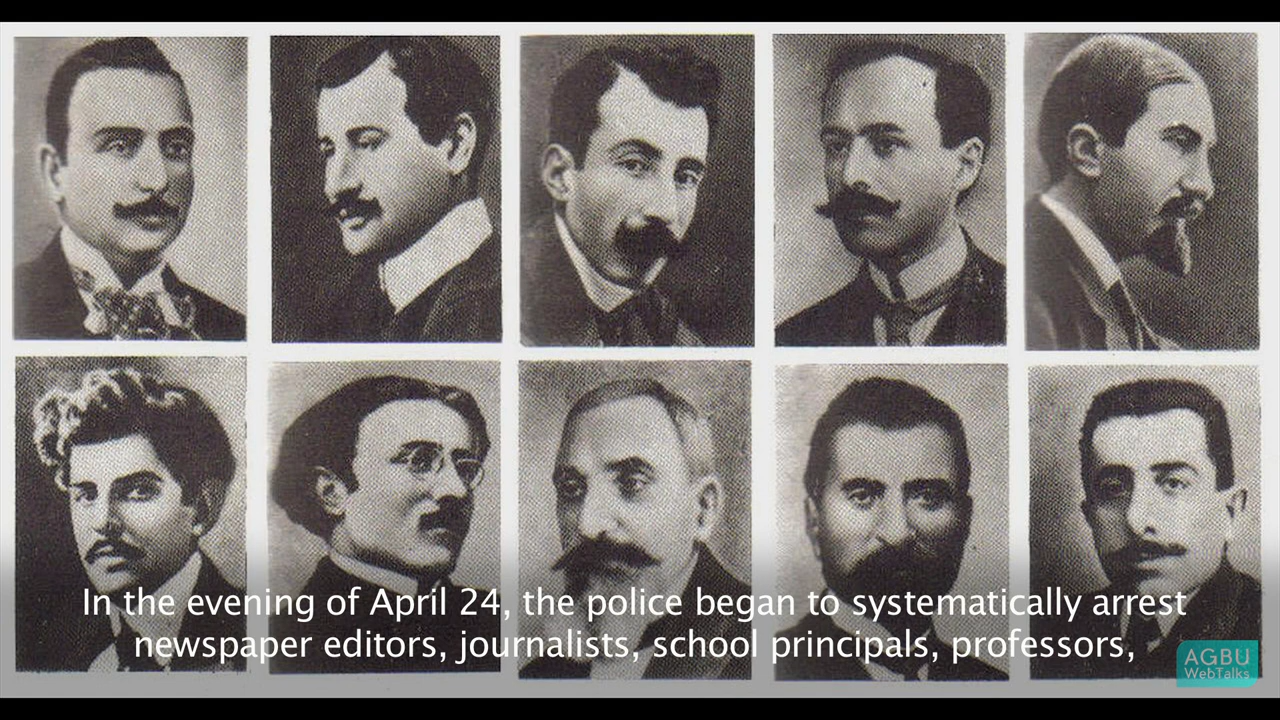 In the evening of April 24, the police began to systematically arrest
newspaper editors, journalists, school principals, professors,
AGBU
WebTalks